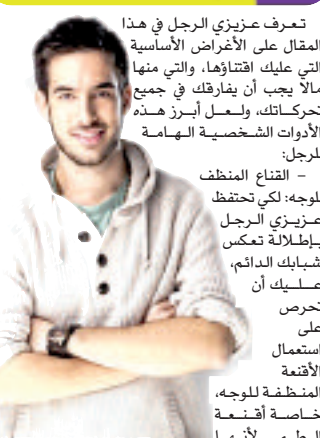 تعرف عزيزي الرجل في هذا
المقال على الأغراض الأساسية
التي عليك اقتناؤها، والتي منها
مالا يجب أن يفارقك في جميع
تحركاتك، ولعل أبرز هذه
الأدوات الشخصية الهامة
للرجل:
- القناع المنظف
للوجه: لكي تحتفظ
عزيزي الرجل
بإطلالة تعكس
شبابك الدائم،
عليك أن
تحرص
على
استعمال
الأقنعة
المنظفة للوجه،
خاصة أقنعة